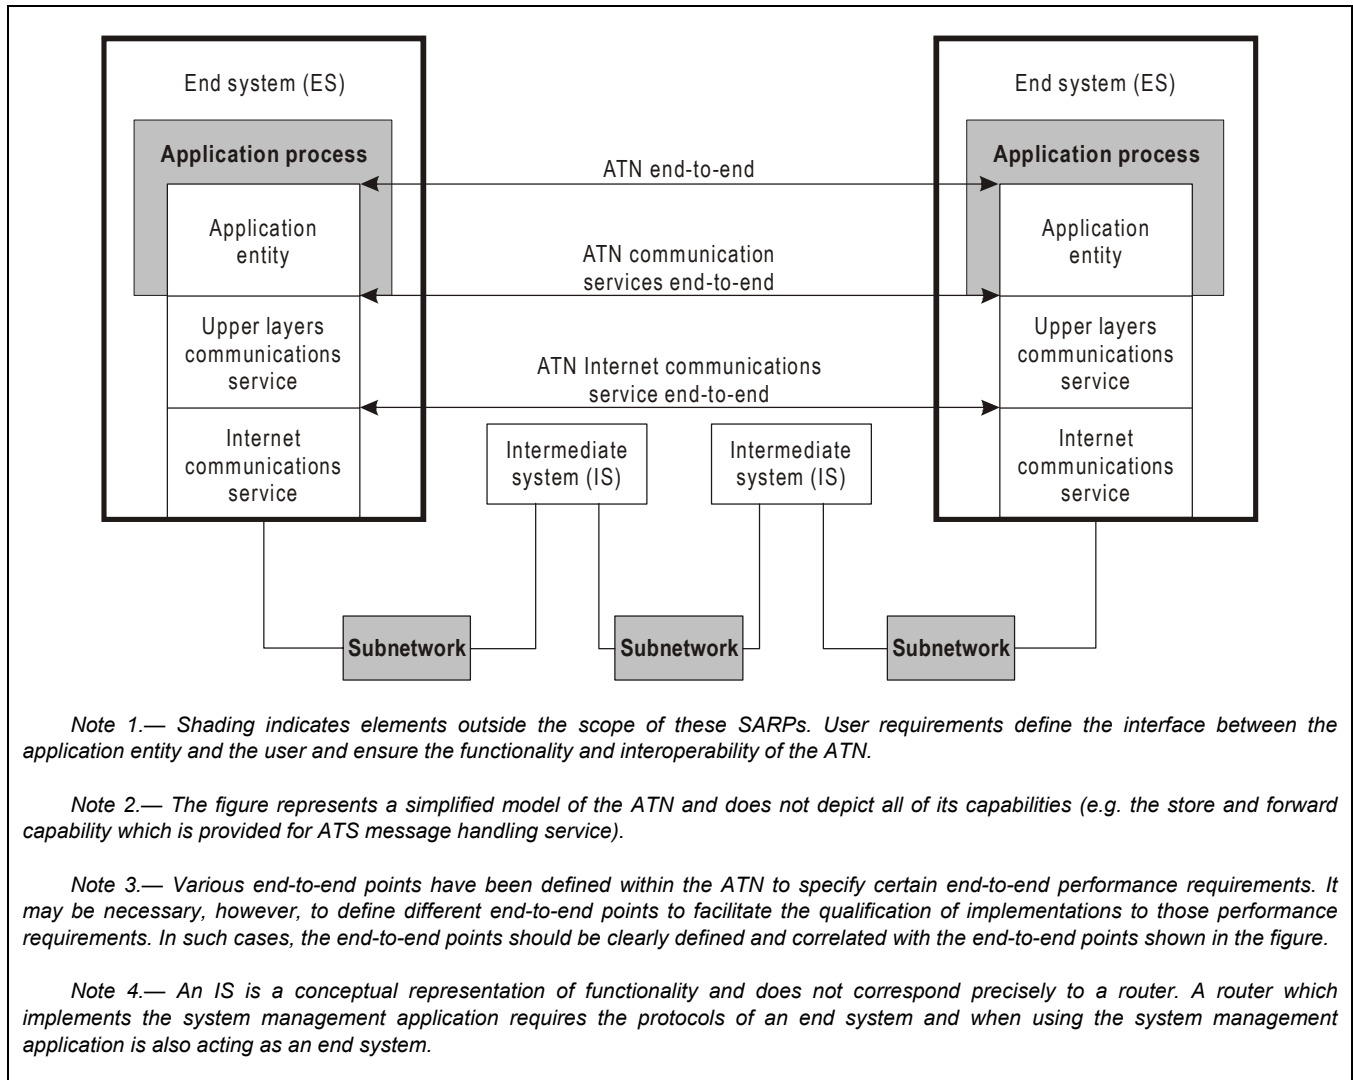 End system (ES)
End system (ES)
Application process
Application process
ATN end-to-end
Application
entity
Application
entity
ATN communication
services end-to-end
Upper layers
communications
service
Upper layers
communications
service
ATN Internet communications
service end-to-end
Internet
communications
service
Intermediate
system (IS)
Intermediate
system (IS)
Internet
communications
service
Subnetwork
Subnetwork
Subnetwork
Note 1.— Shading indicates elements outside the scope of these SARPs. User requirements define the interface between the
application entity and the user and ensure the functionality and interoperability of the ATN.
Note 2.— The figure represents a simplified model of the ATN and does not depict all of its capabilities (e.g. the store and forward
capability which is provided for ATS message handling service).
Note 3.— Various end-to-end points have been defined within the ATN to specify certain end-to-end performance requirements. It
may be necessary, however, to define different end-to-end points to facilitate the qualification of implementations to those performance
requirements. In such cases, the end-to-end points should be clearly defined and correlated with the end-to-end points shown in the figure.
Note 4.— An IS is a conceptual representation of functionality and does not correspond precisely to a router. A router which
implements the system management application requires the protocols of an end system and when using the system management
application is also acting as an end system.